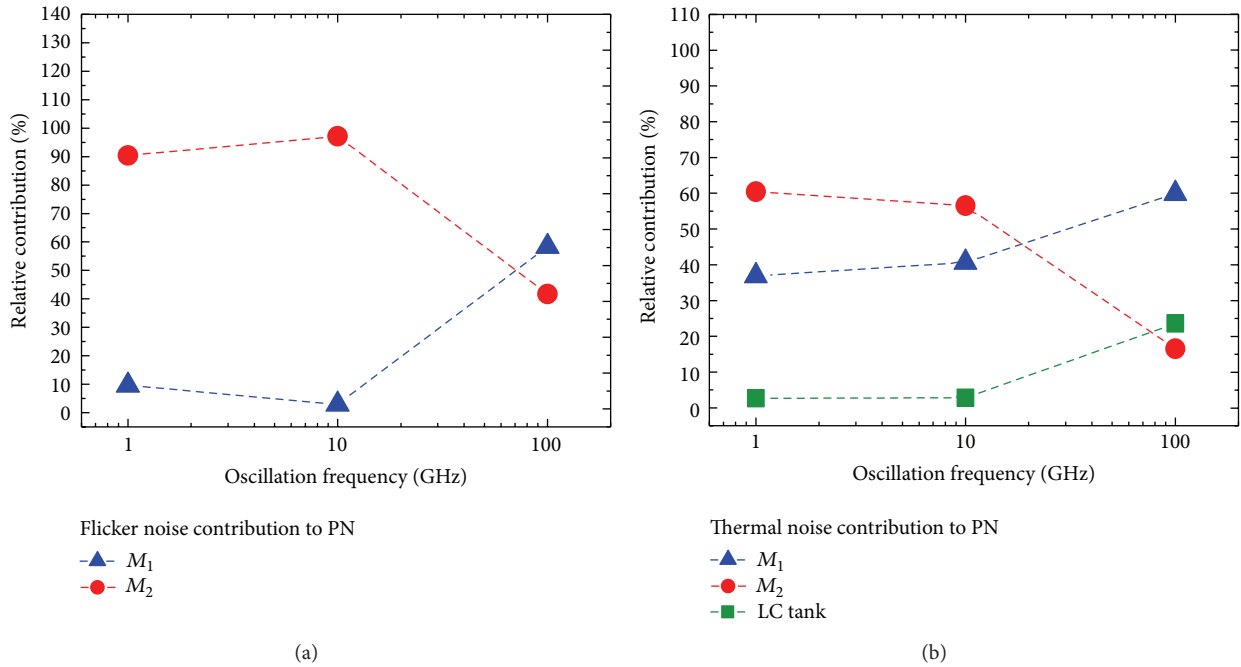 140
130
120
110
100
90
80
70
60
50
40
30
20
10
0
Relative contribution (%)
1
10
100
Oscillation frequency (GHz)
Flicker noise contribution to PN
M₁
M₂
(a)
110
100
90
80
70
60
50
40
30
20
10
0
Relative contribution (%)
1
10
100
Oscillation frequency (GHz)
Thermal noise contribution to PN
M₁
M₂
LC tank
(b)